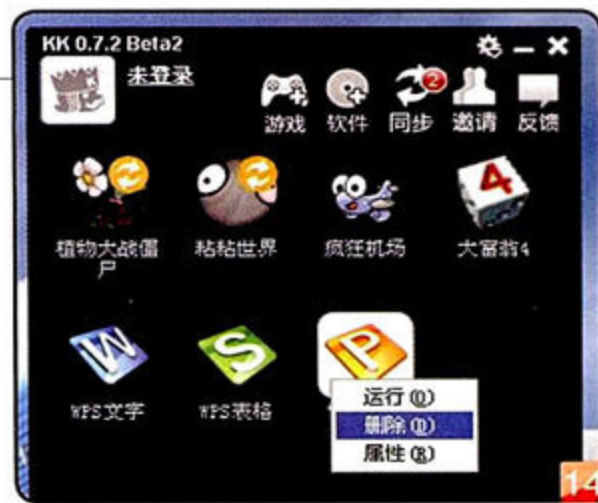 KK 0.7.2 Beta2
未登录
2
游戏 软件 同步 邀请 反馈
4
植物大战僵
尸
粘粘世界
疯狂机场
大富翁4
W S P
WPS文字 WPS表格
运行(O)
删除(D)
属性(R)
14